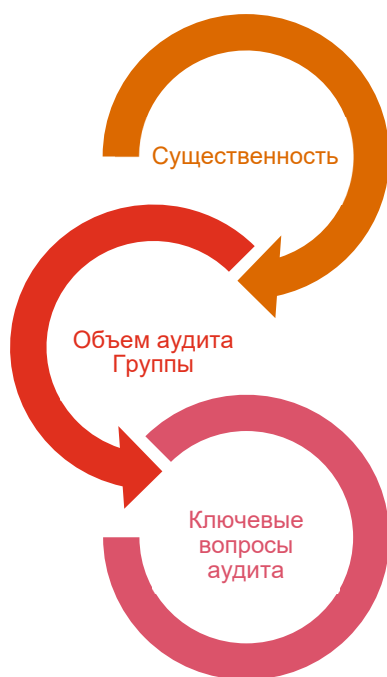 Существенность
Объем аудита
Группы
Ключевые
вопросы
аудита